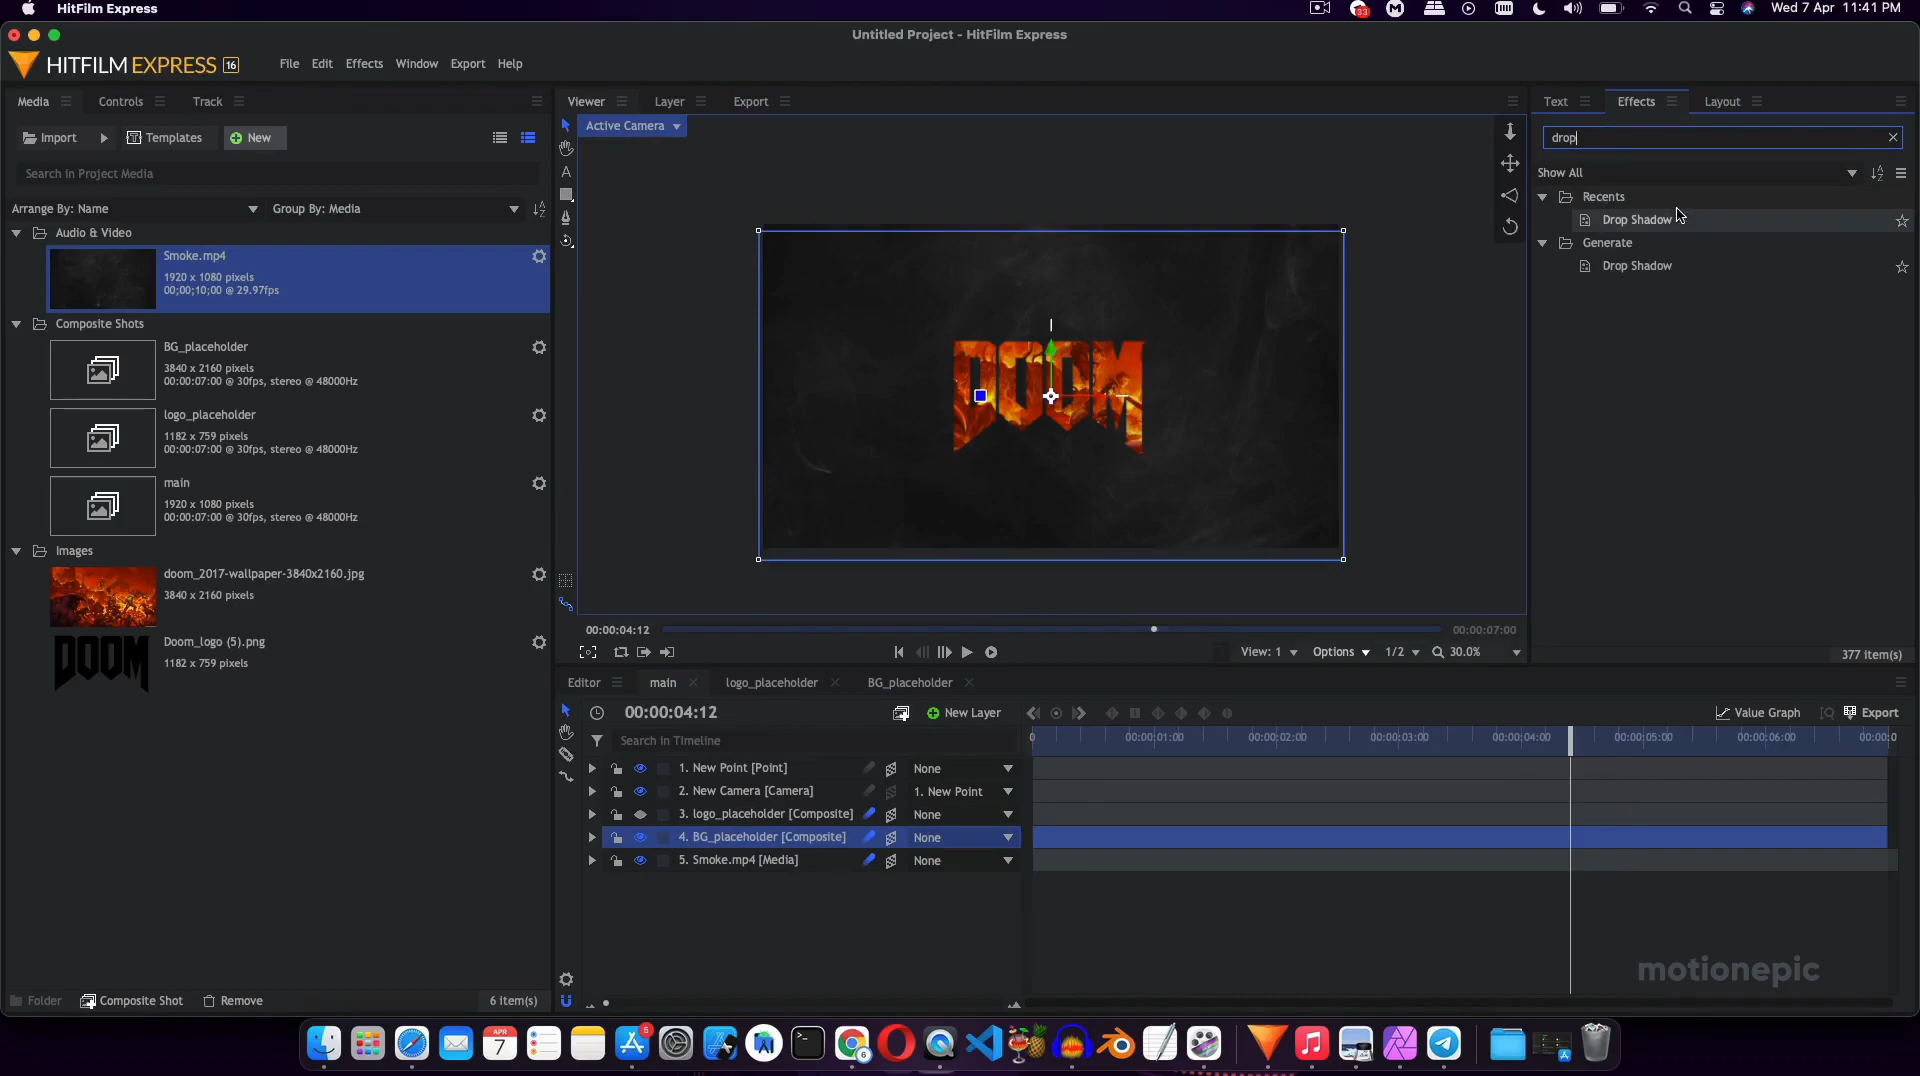 HitFilm Express
33
Wed 7 Apr 11:41 PM
Untitled Project - HitFilm Express
HITFILM EXPRESS 16
File Edit Effects Window Export Help
Media Controls Track
Viewer Layer Export
Text Effects Layout
Import Templates New
Active Camera
drop
Search in Project Media
Show All
Arrange By: Name Group By: Media
Recents
Drop Shadow
Generate
Drop Shadow
Audio & Video
Smoke.mp4
1920 x 1080 pixels
00;00;10;00 @ 29.97fps
Composite Shots
BG_placeholder
3840 x 2160 pixels
00:00:07:00 @ 30fps, stereo @ 48000Hz
logo_placeholder
1182 x 759 pixels
00:00:07:00 @ 30fps, stereo @ 48000Hz
main
1920 x 1080 pixels
00:00:07:00 @ 30fps, stereo @ 48000Hz
Images
doom_2017-wallpaper-3840x2160.jpg
3840 x 2160 pixels
DOOM
Doom_logo (5).png
1182 x 759 pixels
DOOM
00:00:04:12 00:00:07:00
View: 1 Options 1/2 30.0%
377 item(s)
Editor main logo_placeholder BG_placeholder
00:00:04:12 New Layer Value Graph Export
Search in Timeline
0 00:00:01:00 00:00:02:00 00:00:03:00 00:00:04:00 00:00:05:00 00:00:06:00 00:00:0
1. New Point [Point] None
2. New Camera [Camera] 1. New Point
3. logo_placeholder [Composite] None
4. BG_placeholder [Composite] None
5. Smoke.mp4 [Media] None
motionepic
Folder Composite Shot Remove 6 item(s)
APR
7
5
6